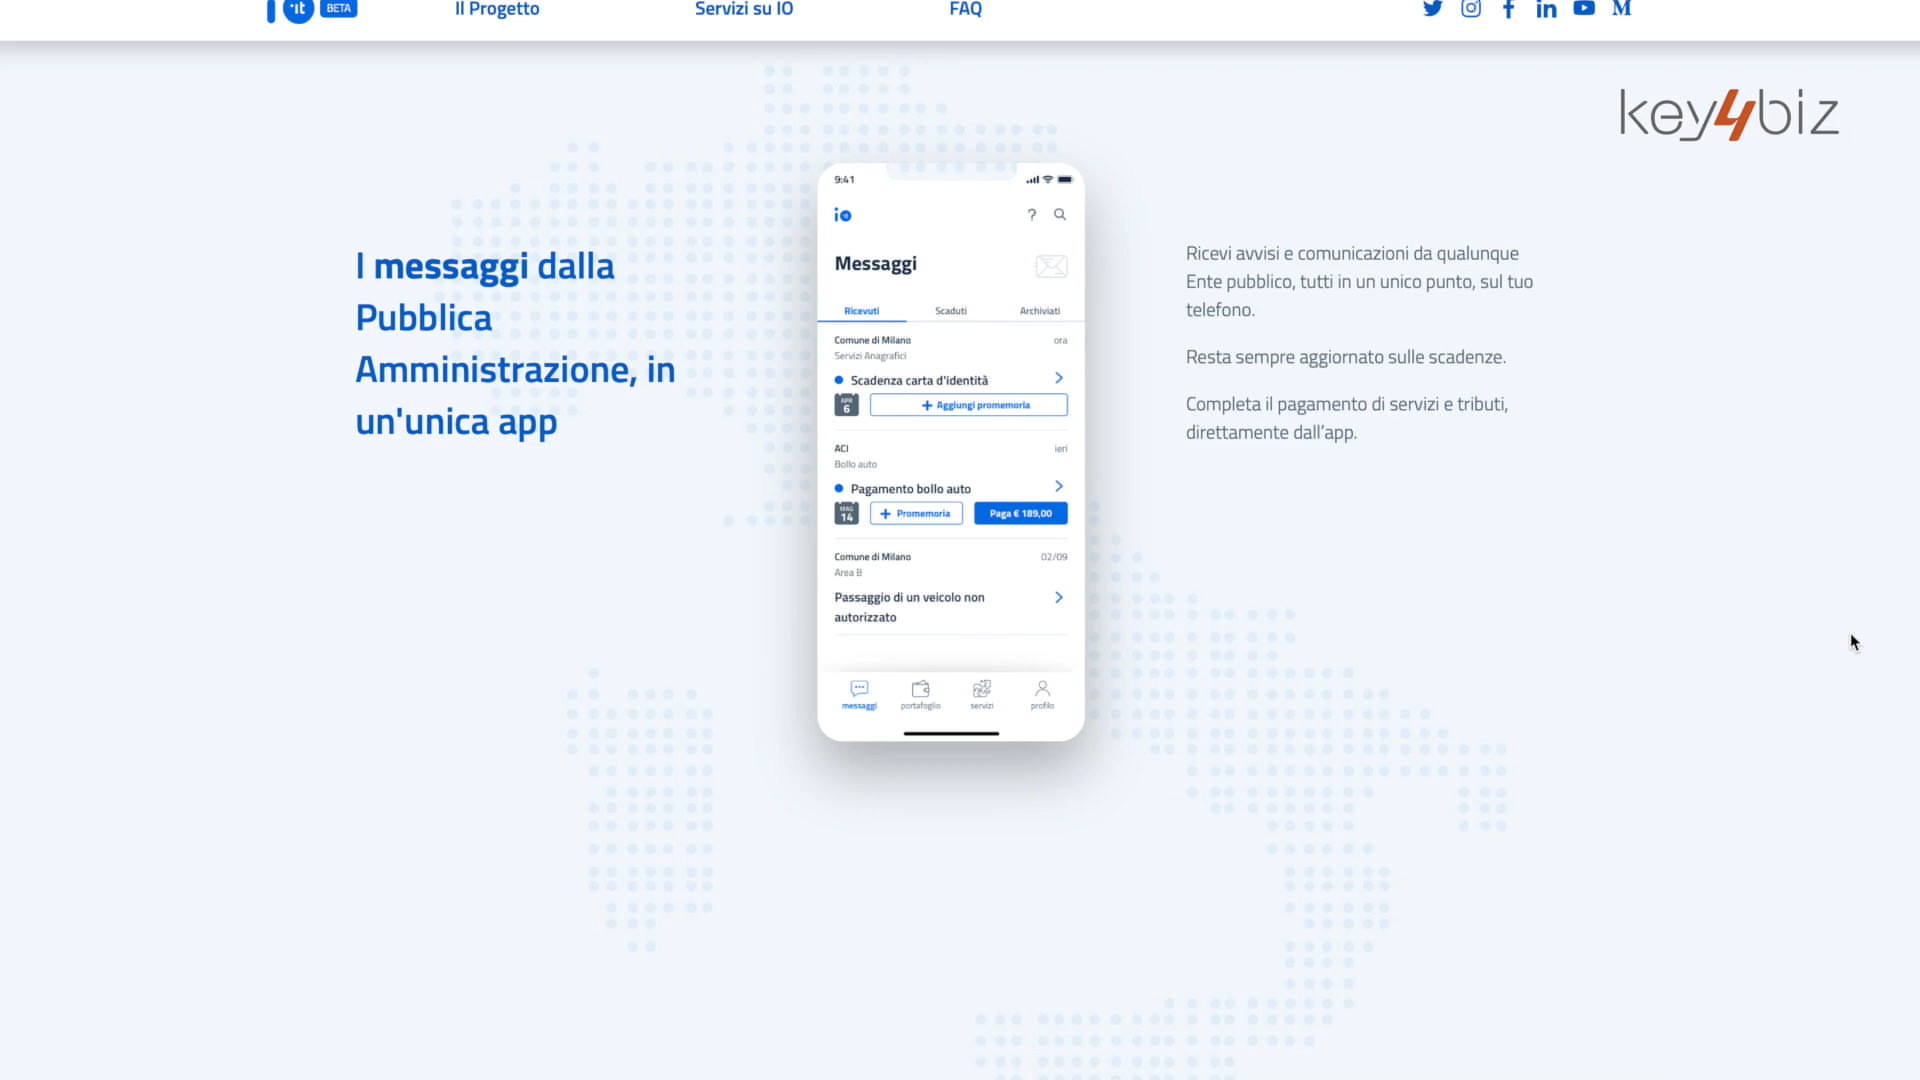 ·it BETA
Il Progetto
Servizi su IO
FAQ
key4biz
I messaggi dalla
Pubblica
Amministrazione, in
un'unica app
9:41
io
?
Messaggi
Ricevuti Scaduti Archiviati
Comune di Milano ora
Servizi Anagrafici
Scadenza carta d'identità
APR
6
+ Aggiungi promemoria
ACI ieri
Bollo auto
Pagamento bollo auto
MAG
14
+ Promemoria
Paga € 189,00
Comune di Milano 02/09
Area B
Passaggio di un veicolo non
autorizzato
messaggi portafoglio servizi profilo
Ricevi avvisi e comunicazioni da qualunque
Ente pubblico, tutti in un unico punto, sul tuo
telefono.
Resta sempre aggiornato sulle scadenze.
Completa il pagamento di servizi e tributi,
direttamente dall’app.